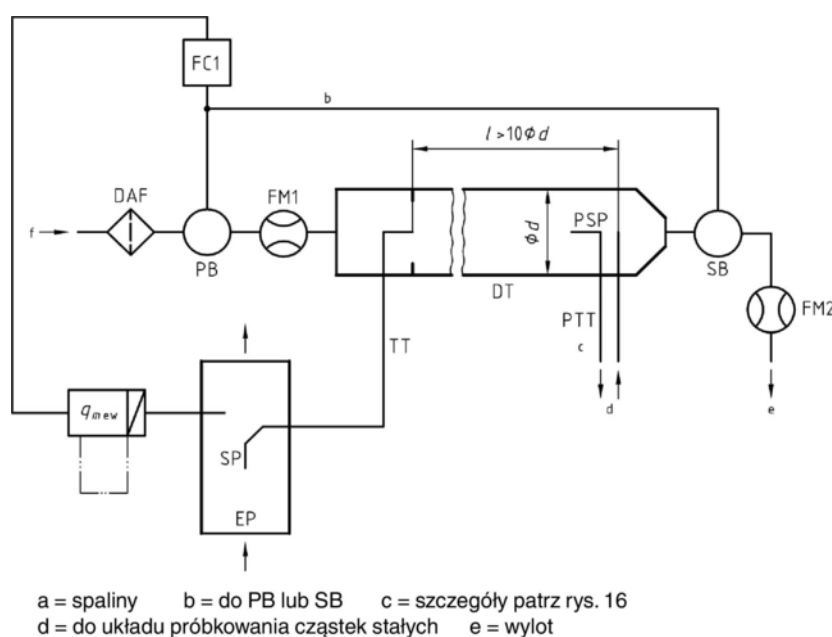 FC1
b
l > 10 Φ d
DAF
FM1
f
PB
Φ d
PSP
SB
DT
FM2
TT
PTT
c
d
e
q mew
SP
EP
a = spaliny b = do PB lub SB c = szczegóły patrz rys. 16
d = do układu próbkowania cząstek stałych e = wylot